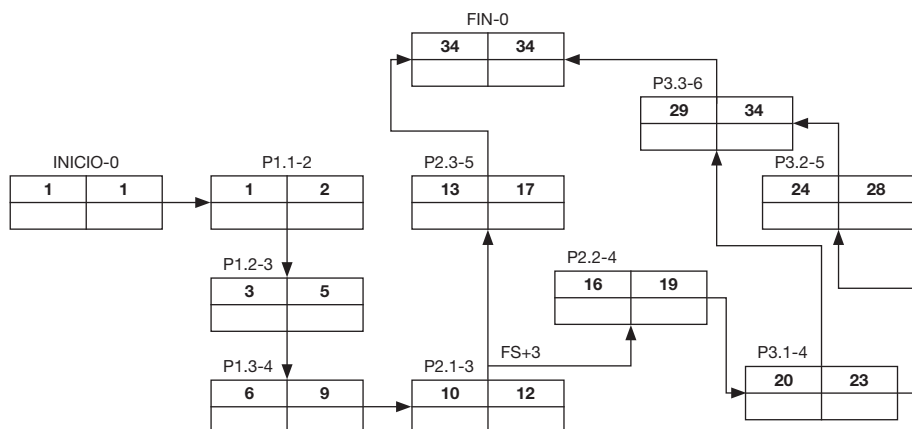 FIN-0
34 34
P3.3-6
29 34
INICIO-0
1 1
P1.1-2
1 2
P2.3-5
13 17
P3.2-5
24 28
P1.2-3
3 5
P2.2-4
16 19
FS+3
P1.3-4
6 9
P2.1-3
10 12
P3.1-4
20 23